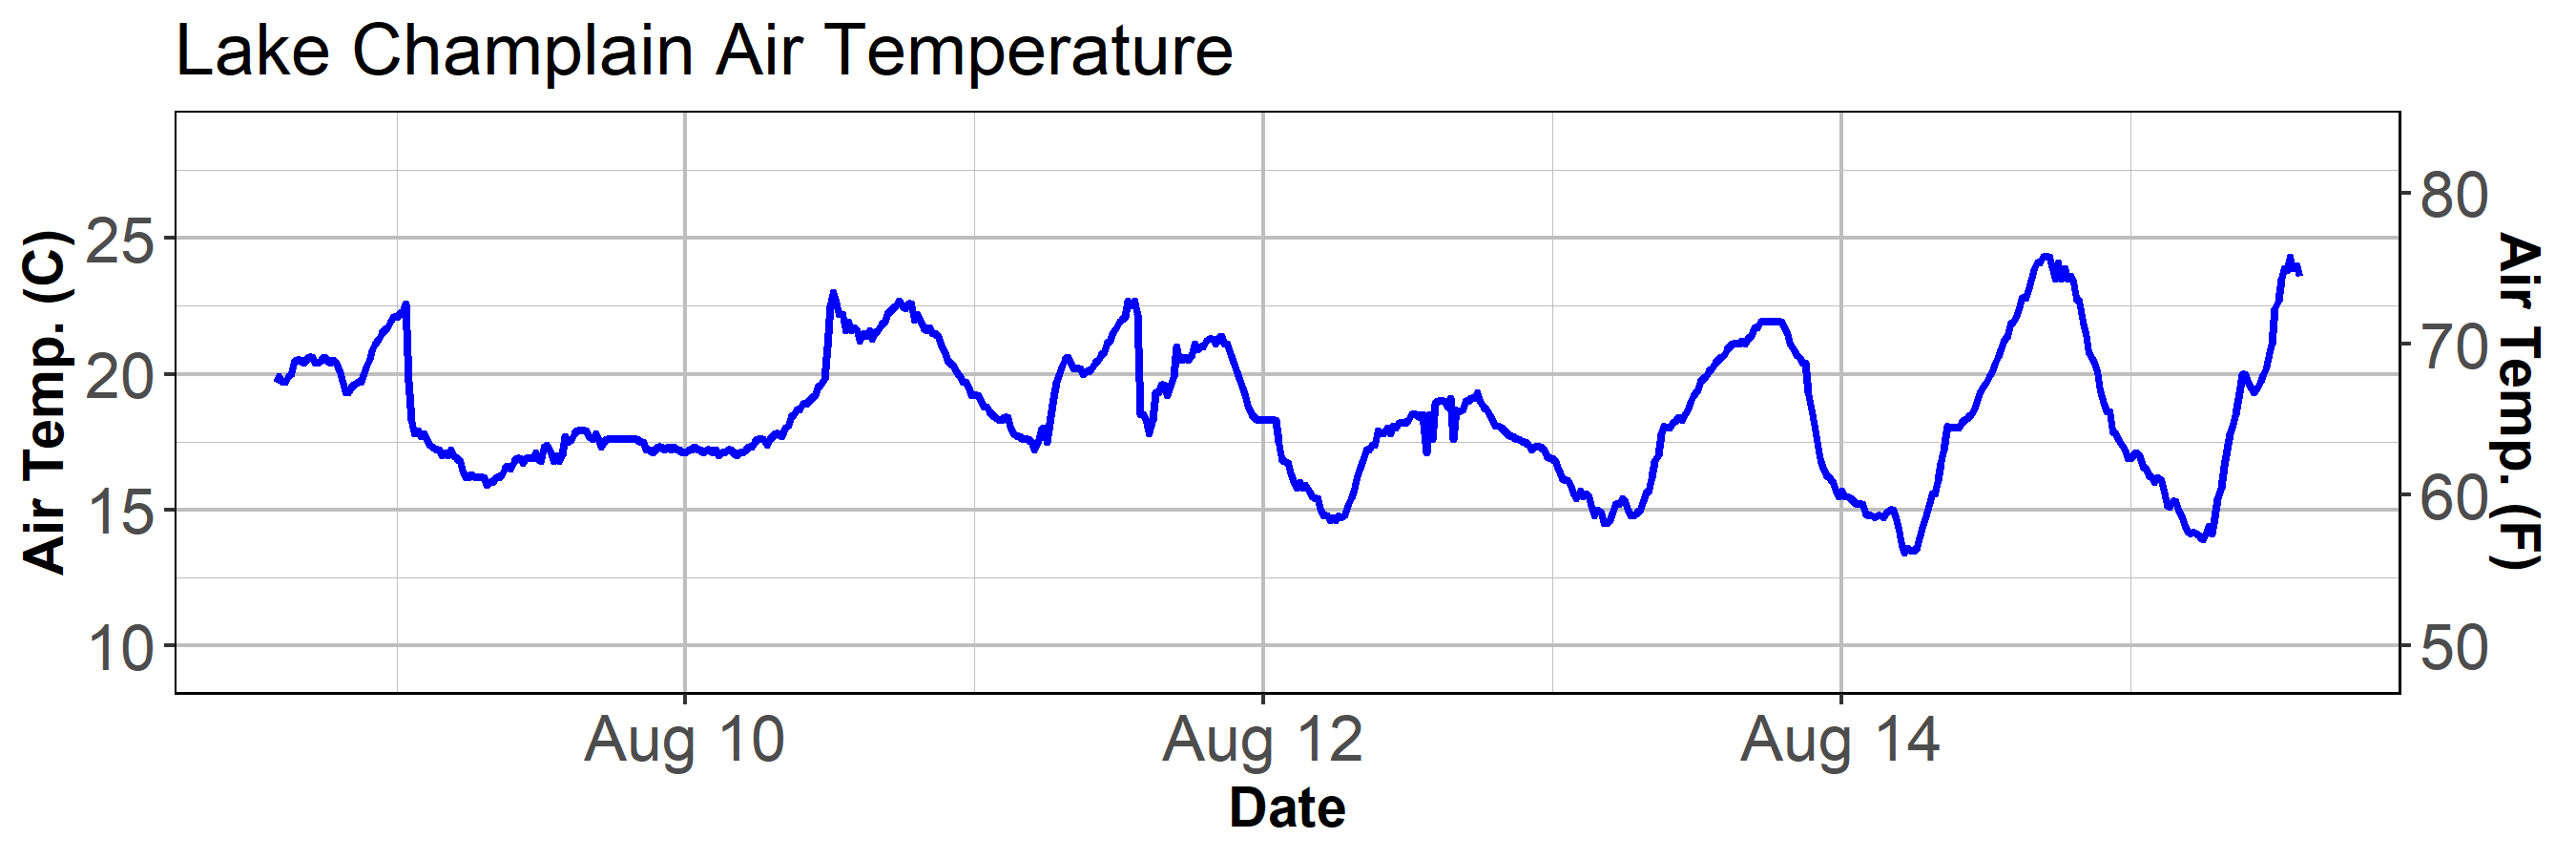 Lake Champlain Air Temperature
Air Temp. (C)
25
20
15
10
80
70
60
50
Air Temp. (F)
Aug 10
Aug 12
Aug 14
Date